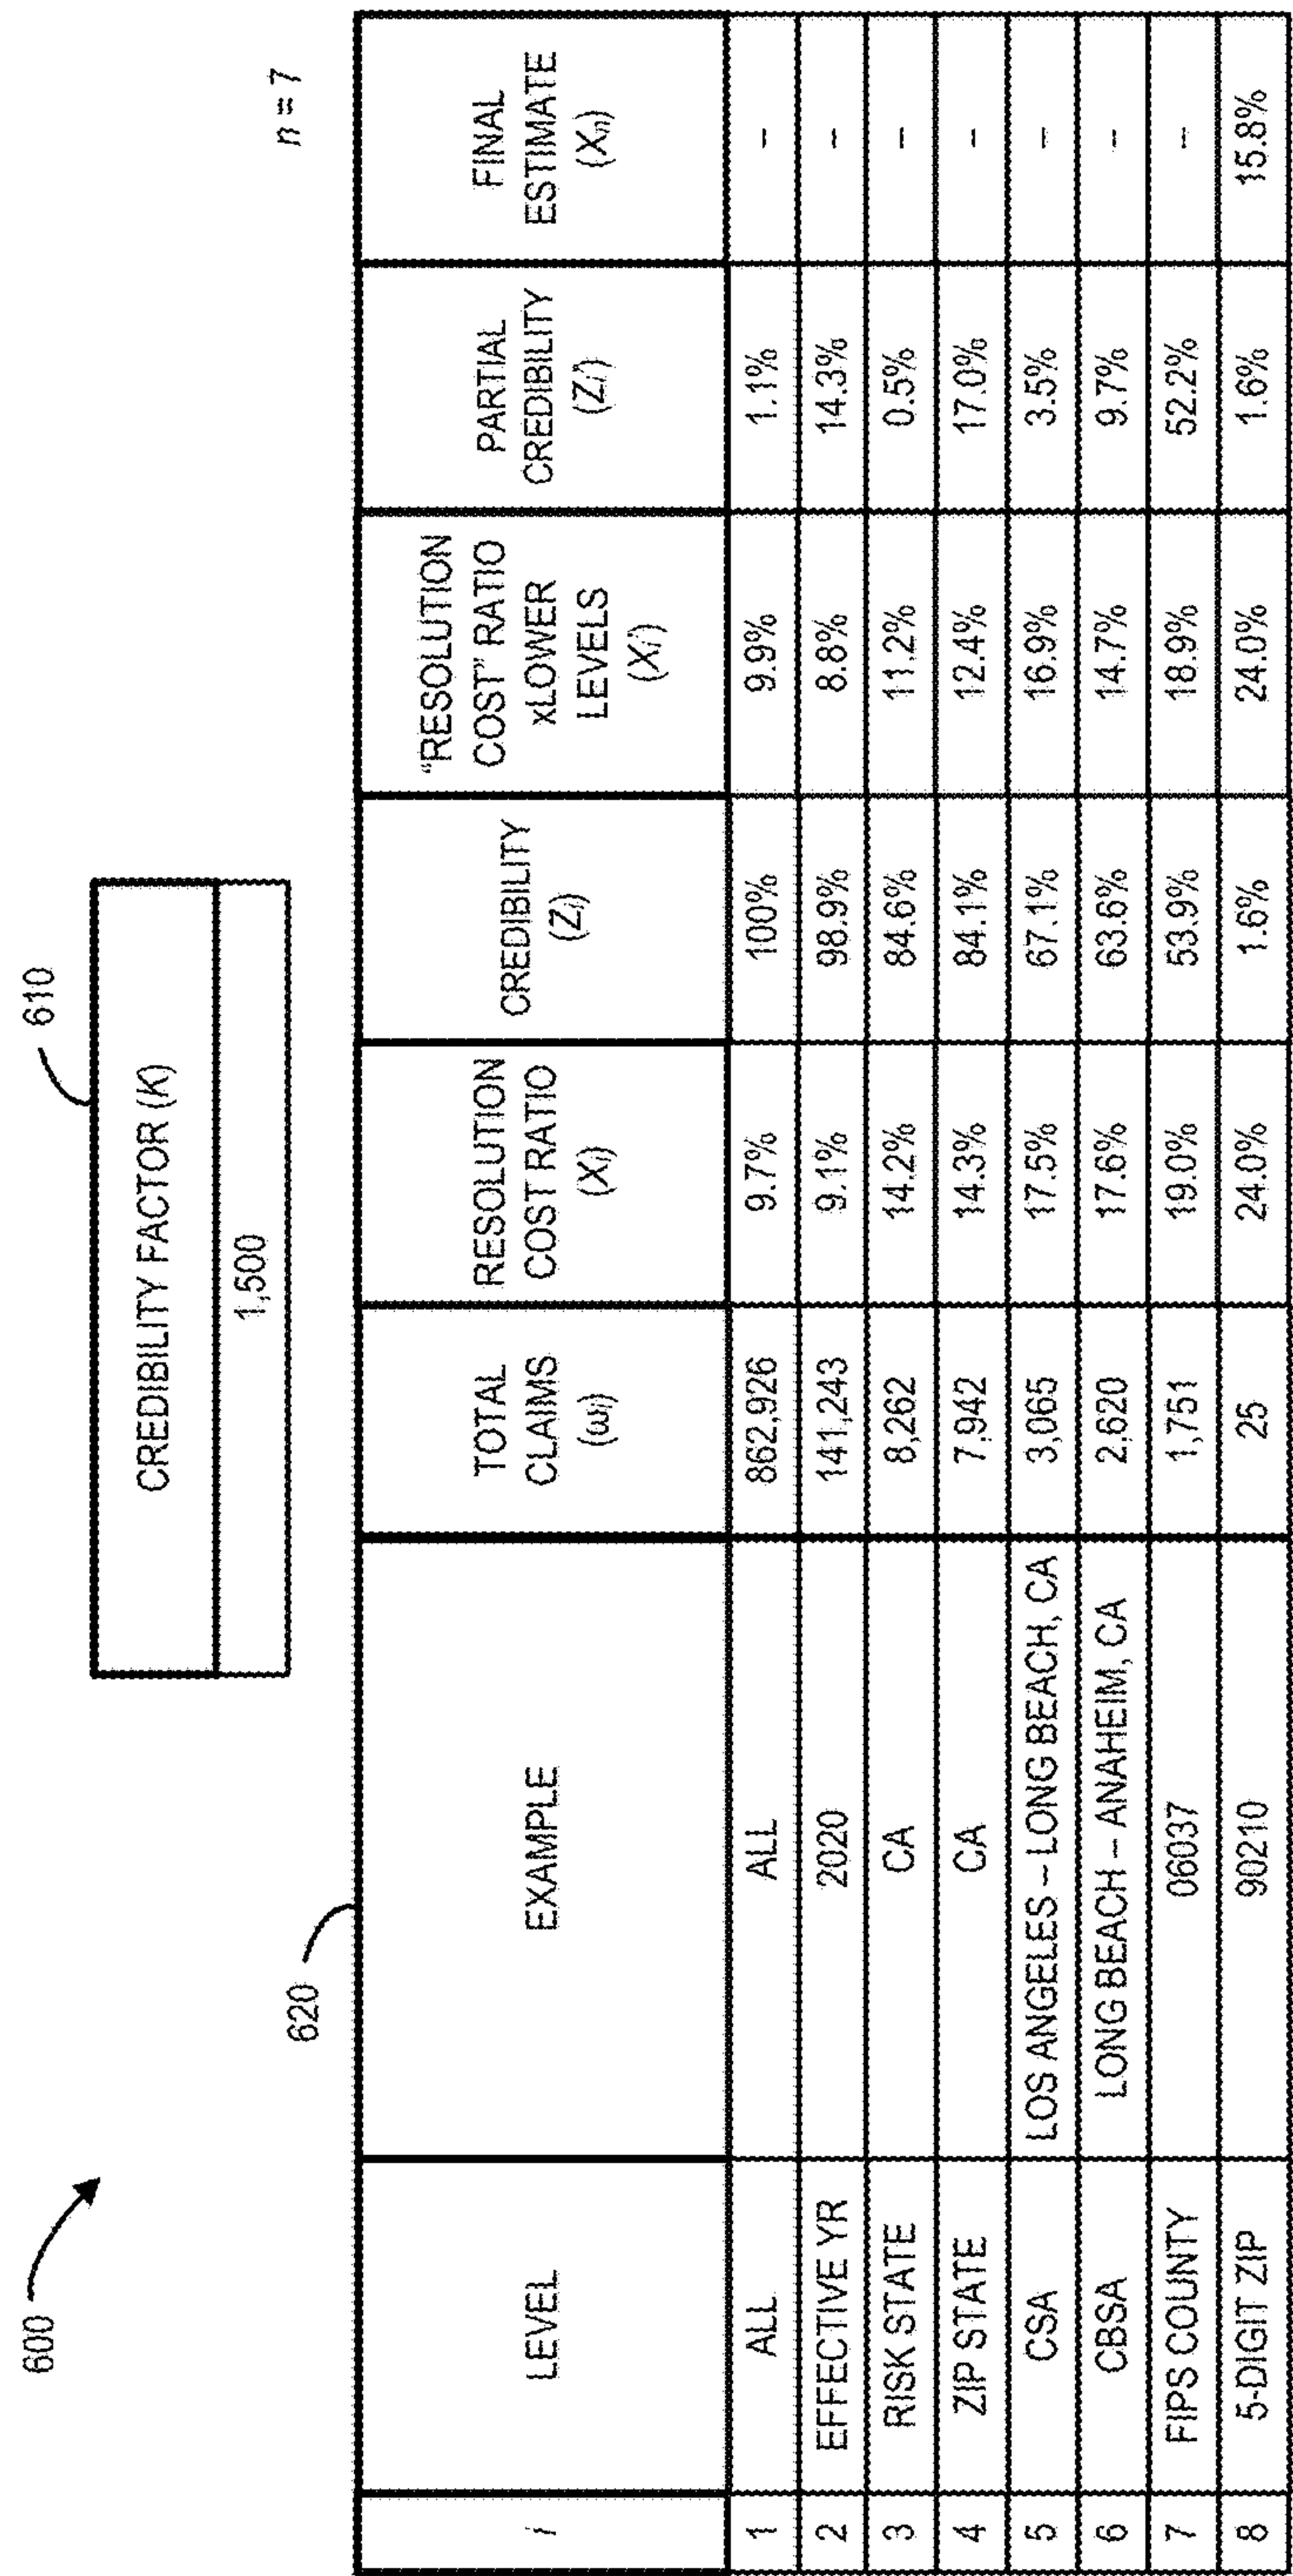 600
610
CREDIBILITY FACTOR (K)
1,500
n = 7
620
i
LEVEL
EXAMPLE
TOTAL
CLAIMS
(ωi)
RESOLUTION
COST RATIO
(Xi)
CREDIBILITY
(Zi)
"RESOLUTION
COST" RATIO
xLOWER
LEVELS
(Xi')
PARTIAL
CREDIBILITY
(Zi')
FINAL
ESTIMATE
(Xn)
1 ALL ALL 862,926 9.7% 100% 9.9% 1.1% --
2 EFFECTIVE YR 2020 141,243 9.1% 98.9% 8.8% 14.3% --
3 RISK STATE CA 8,262 14.2% 84.6% 11.2% 0.5% --
4 ZIP STATE CA 7,942 14.3% 84.1% 12.4% 17.0% --
5 CSA LOS ANGELES – LONG BEACH, CA 3,065 17.5% 67.1% 16.9% 3.5% --
6 CBSA LONG BEACH – ANAHEIM, CA 2,620 17.6% 63.6% 14.7% 9.7% --
7 FIPS COUNTY 06037 1,751 19.0% 53.9% 18.9% 52.2% --
8 5-DIGIT ZIP 90210 25 24.0% 1.6% 24.0% 1.6% 15.8%